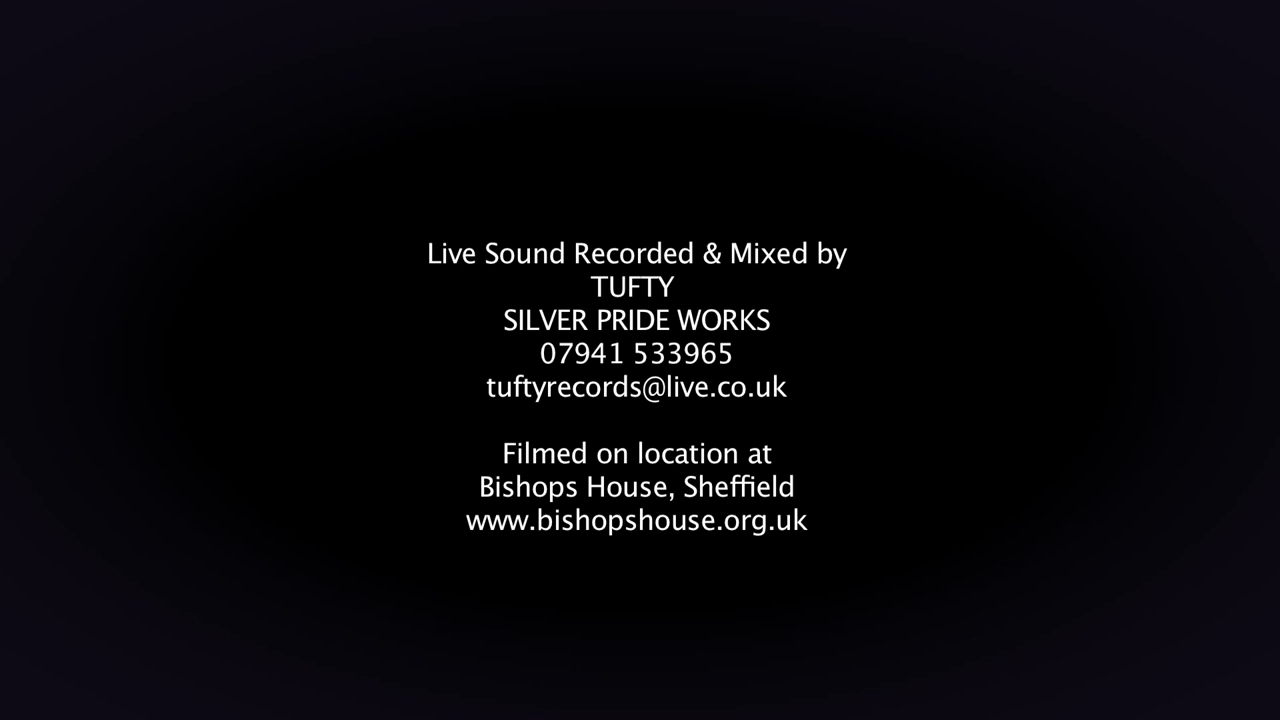 Live Sound Recorded & Mixed by
TUFTY
SILVER PRIDE WORKS
07941 533965
tuftyrecords@live.co.uk
Filmed on location at
Bishops House, Sheffield
www.bishopshouse.org.uk